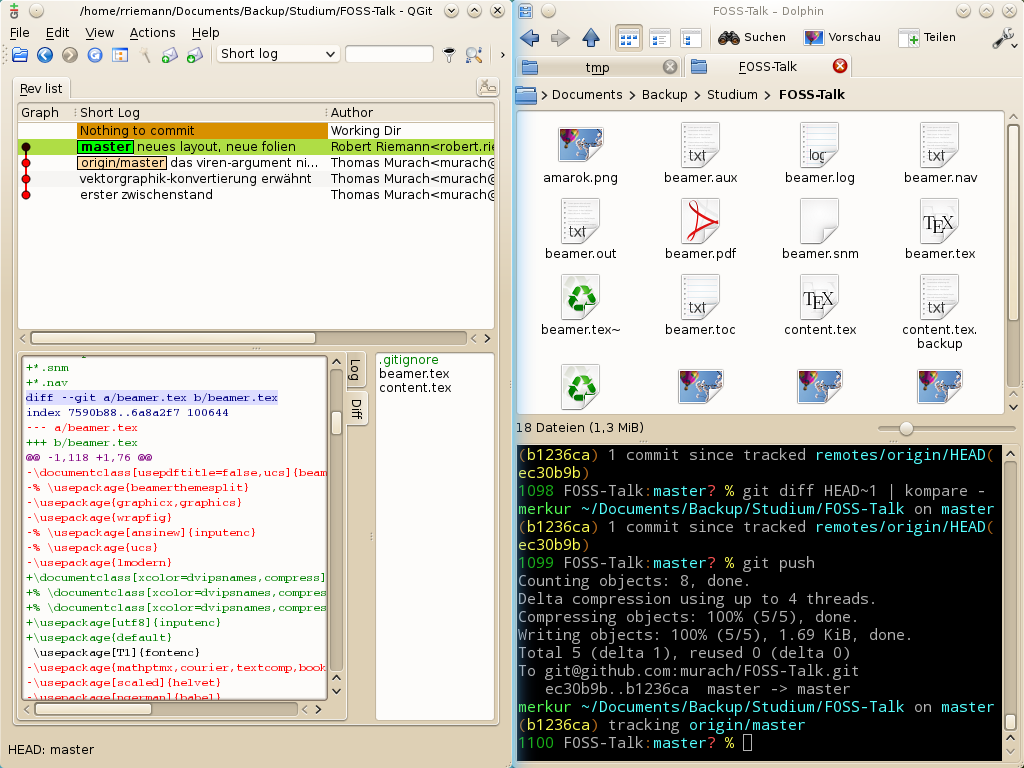 /home/rriemann/Documents/Backup/Studium/FOSS-Talk - QGit
File Edit View Actions Help
Short log
Rev list
Graph Short Log Author
Nothing to commit Working Dir
master neues layout, neue folien Robert Riemann<robert.rie
origin/master das viren-argument ni... Thomas Murach<murach@
vektorgraphik-konvertierung erwähnt Thomas Murach<murach@
erster zwischenstand Thomas Murach<murach@
+*.snm
+*.nav
diff --git a/beamer.tex b/beamer.tex
index 7590b88..6a8a2f7 100644
--- a/beamer.tex
+++ b/beamer.tex
@@ -1,118 +1,76 @@
-\documentclass[usepdftitle=false,ucs]{beam
-% \usepackage{beamerthemesplit}
-\usepackage{graphicx,graphics}
-\usepackage{wrapfig}
-% \usepackage[ansinew]{inputenc}
-% \usepackage{ucs}
-\usepackage{lmodern}
+\documentclass[xcolor=dvipsnames,compress]
+% \documentclass[xcolor=dvipsnames,compres
+% \documentclass[xcolor=dvipsnames,compres
+\usepackage[utf8]{inputenc}
+\usepackage{default}
\usepackage[T1]{fontenc}
-\usepackage{mathptmx,courier,textcomp,book
-\usepackage[scaled]{helvet}
-\usepackage[ngerman]{babel}
Log
Diff
.gitignore
beamer.tex
content.tex
HEAD: master
FOSS-Talk – Dolphin
Suchen Vorschau Teilen
tmp FOSS-Talk
Documents Backup Studium FOSS-Talk
amarok.png beamer.aux beamer.log beamer.nav
beamer.out beamer.pdf beamer.snm beamer.tex
beamer.tex~ beamer.toc content.tex content.tex.
backup
18 Dateien (1,3 MiB)
(b1236ca) 1 commit since tracked remotes/origin/HEAD(
ec30b9b)
1098 FOSS-Talk:master? % git diff HEAD~1 | kompare -
merkur ~/Documents/Backup/Studium/FOSS-Talk on master
(b1236ca) 1 commit since tracked remotes/origin/HEAD(
ec30b9b)
1099 FOSS-Talk:master? % git push
Counting objects: 8, done.
Delta compression using up to 4 threads.
Compressing objects: 100% (5/5), done.
Writing objects: 100% (5/5), 1.69 KiB, done.
Total 5 (delta 1), reused 0 (delta 0)
To git@github.com:murach/FOSS-Talk.git
ec30b9b..b1236ca master -> master
merkur ~/Documents/Backup/Studium/FOSS-Talk on master
(b1236ca) tracking origin/master
1100 FOSS-Talk:master? %